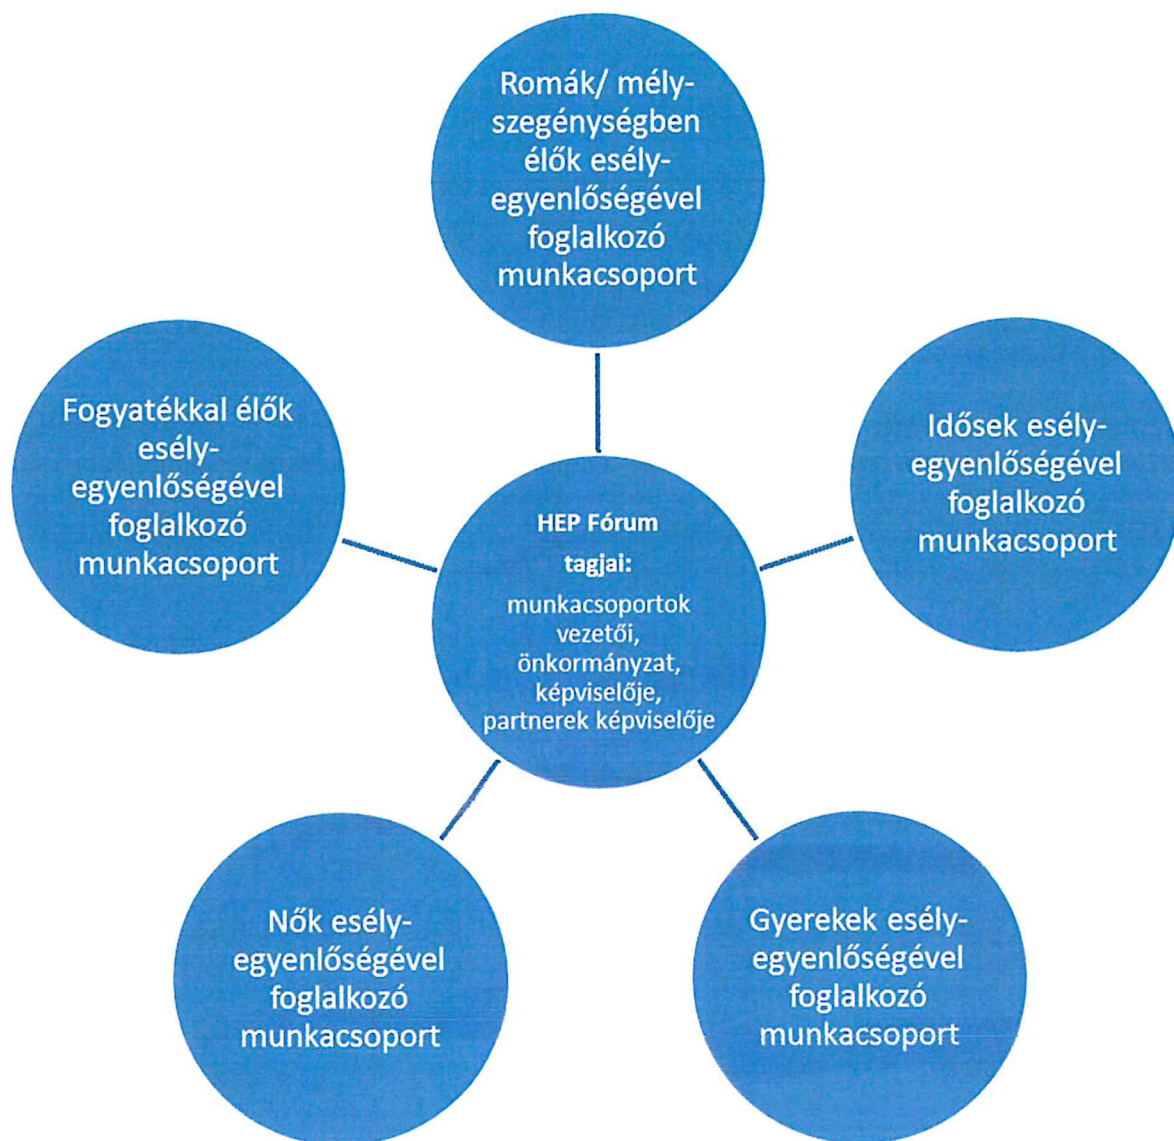 Romák/ mély-
szegénységben
élők esély-
egyenlőségével
foglalkozó
munkacsoport
Fogyatékkal élők
esély-
egyenlőségével
foglalkozó
munkacsoport
Idősek esély-
egyenlőségével
foglalkozó
munkacsoport
HEP Fórum
tagjai:
munkacsoportok
vezetői,
önkormányzat,
képviselője,
partnerek képviselője
Nők esély-
egyenlőségével
foglalkozó
munkacsoport
Gyerekek esély-
egyenlőségével
foglalkozó
munkacsoport